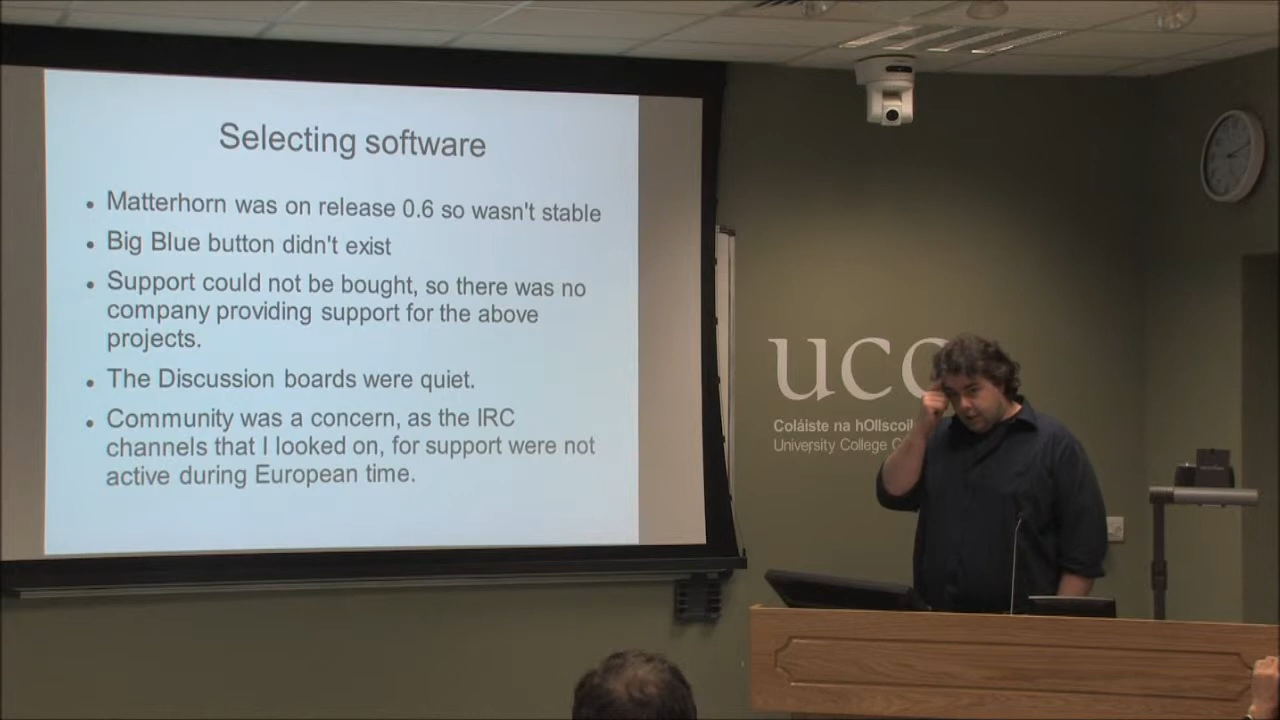 Selecting software
Matterhorn was on release 0.6 so wasn't stable
Big Blue button didn't exist
Support could not be bought, so there was no
company providing support for the above
projects.
The Discussion boards were quiet.
Community was a concern, as the IRC
channels that I looked on, for support were not
active during European time.
ucc
Coláiste na hOllscoil
University College